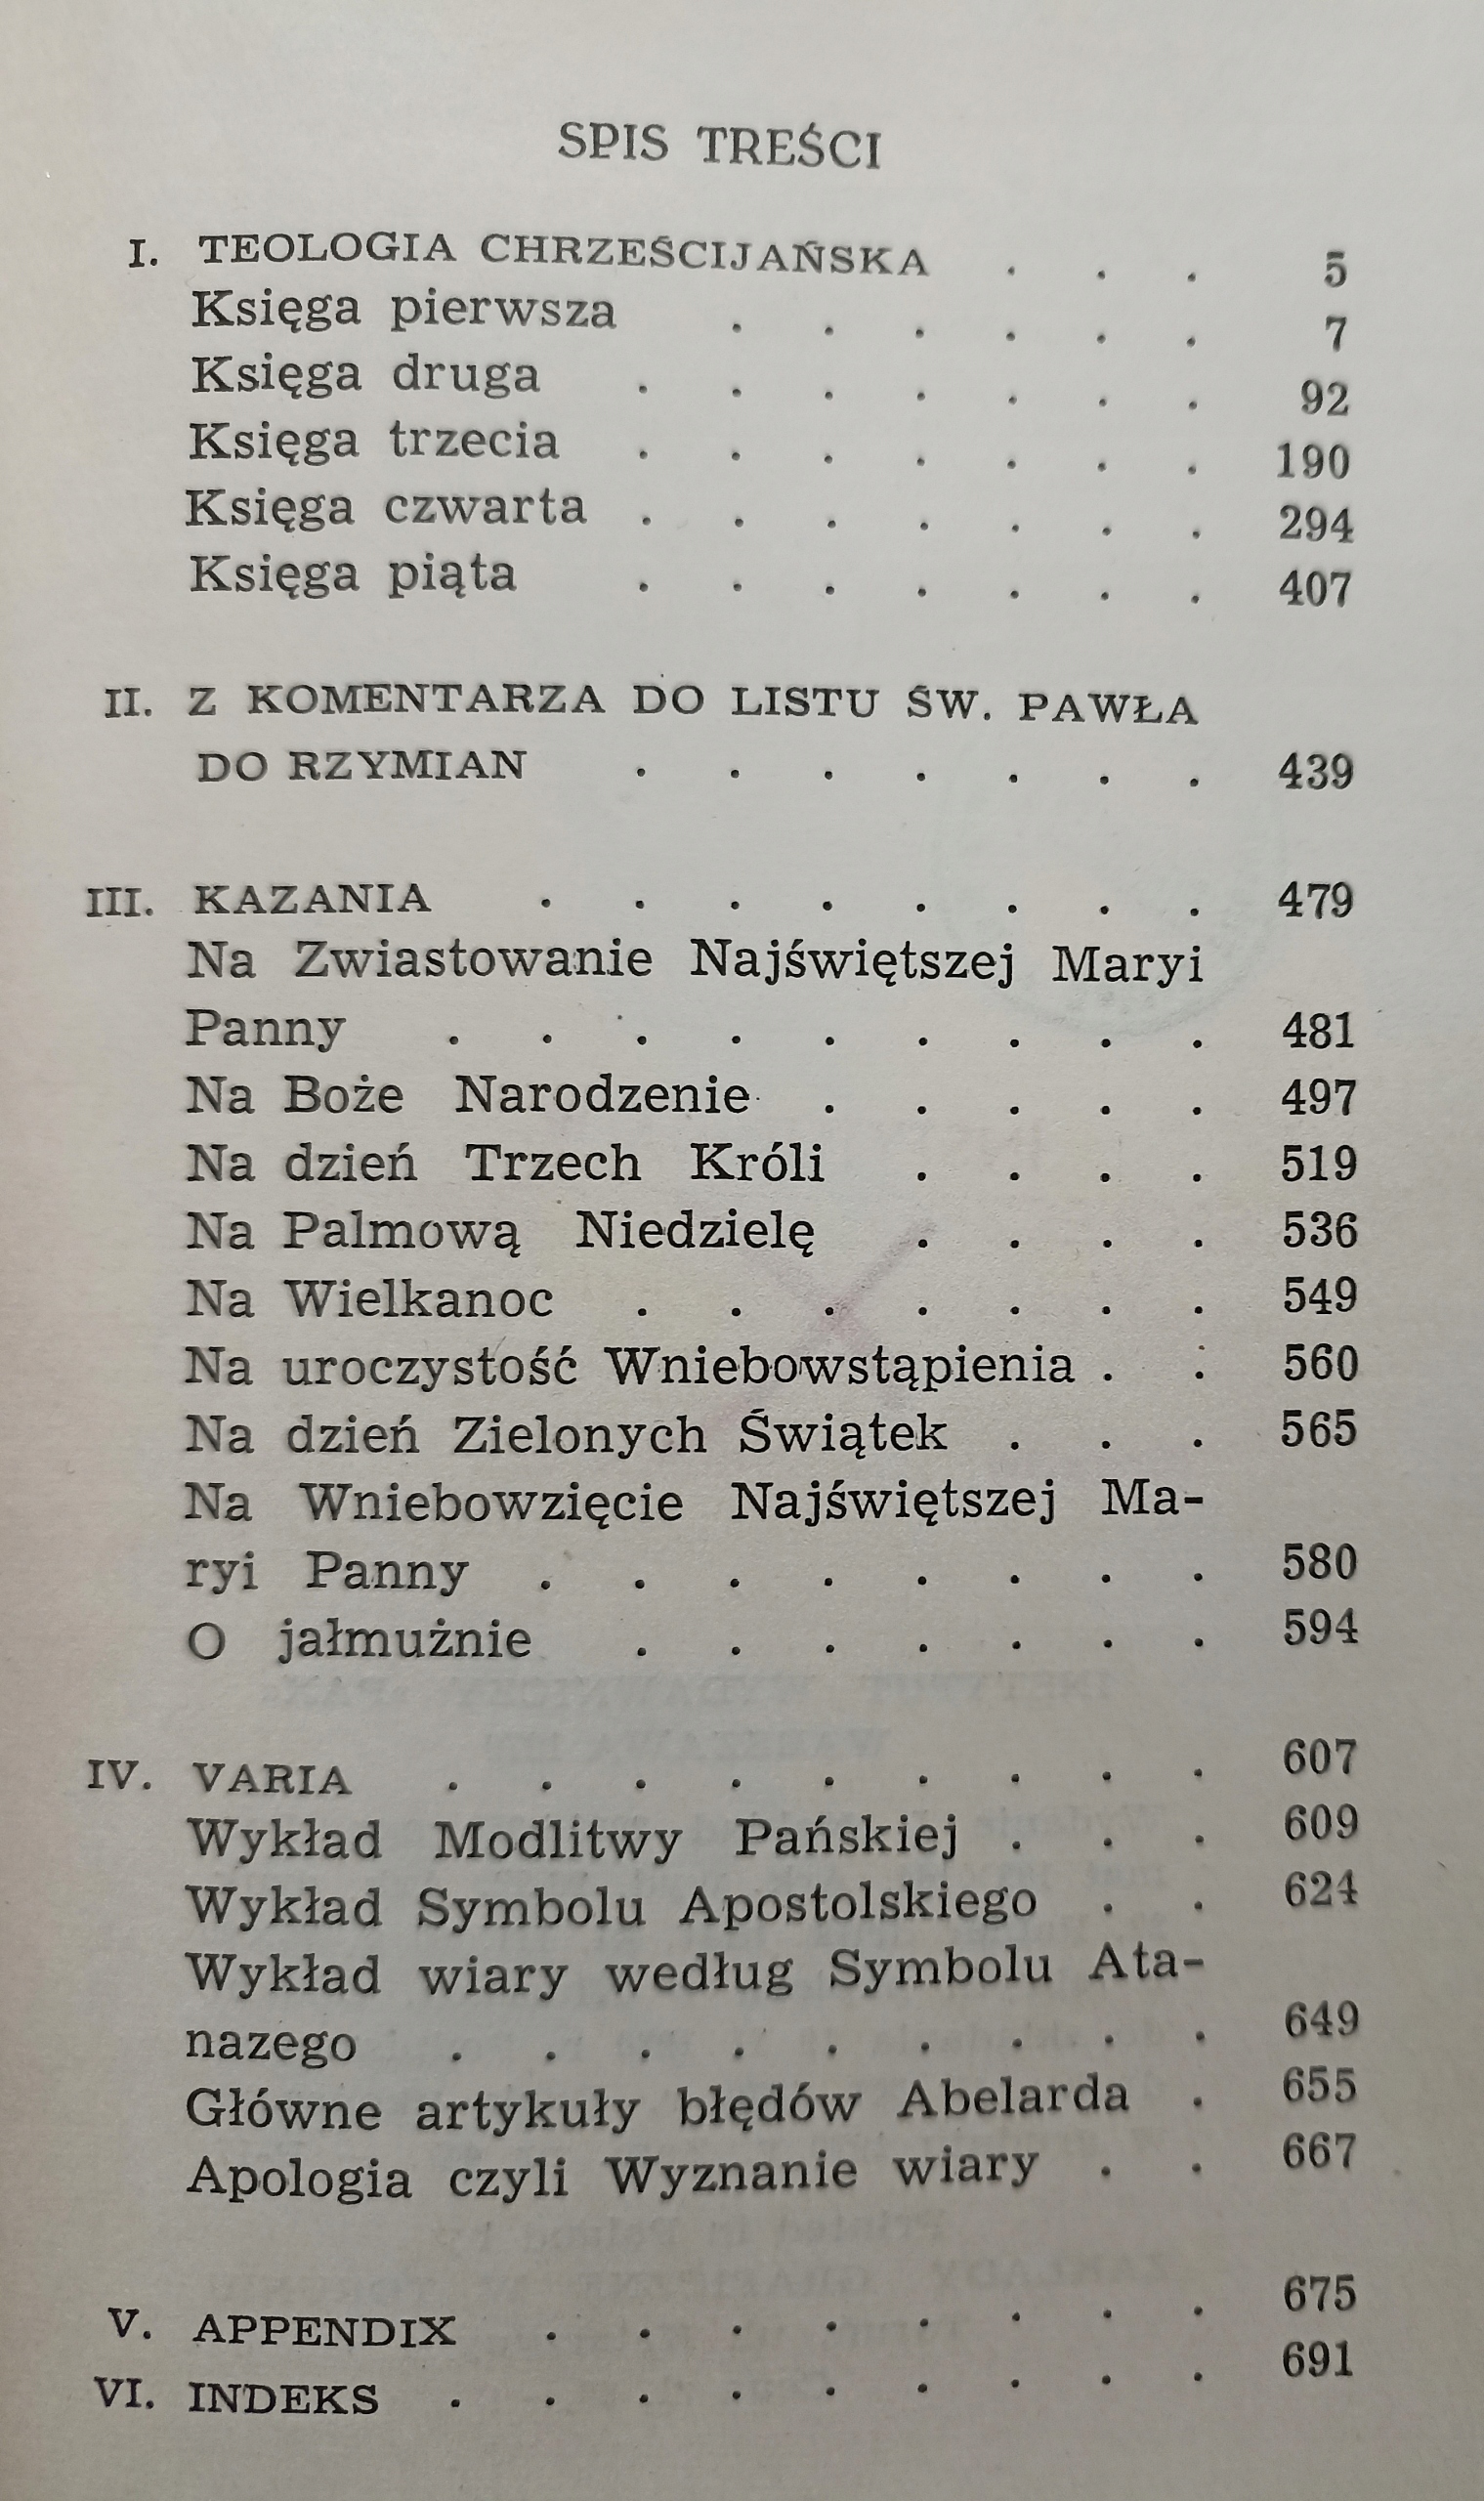 SPIS TREŚCI
I. TEOLOGIA CHRZEŚCIJAŃSKA . . . 5
Księga pierwsza . . . . . . 7
Księga druga . . . . . . . 92
Księga trzecia . . . . . . . 190
Księga czwarta . . . . . . . 294
Księga piąta . . . . . . . 407
II. Z KOMENTARZA DO LISTU ŚW. PAWŁA
DO RZYMIAN . . . . . . . 439
III. KAZANIA . . . . . . . . 479
Na Zwiastowanie Najświętszej Maryi
Panny . . . . . . . . . 481
Na Boże Narodzenie . . . . . 497
Na dzień Trzech Króli . . . . 519
Na Palmową Niedzielę . . . . 536
Na Wielkanoc . . . . . . . 549
Na uroczystość Wniebowstąpienia . . 560
Na dzień Zielonych Świątek . . . 565
Na Wniebowzięcie Najświętszej Ma-
ryi Panny . . . . . . . . 580
O jałmużnie . . . . . . . 594
IV. VARIA . . . . . . . . . 607
Wykład Modlitwy Pańskiej . . . 609
Wykład Symbolu Apostolskiego . . 624
Wykład wiary według Symbolu Ata-
nazego . . . . . . . . . 649
Główne artykuły błędów Abelarda . 655
Apologia czyli Wyznanie wiary . . 667
V. APPENDIX . . . . . . . . 675
VI. INDEKS . . . . . . . . . 691